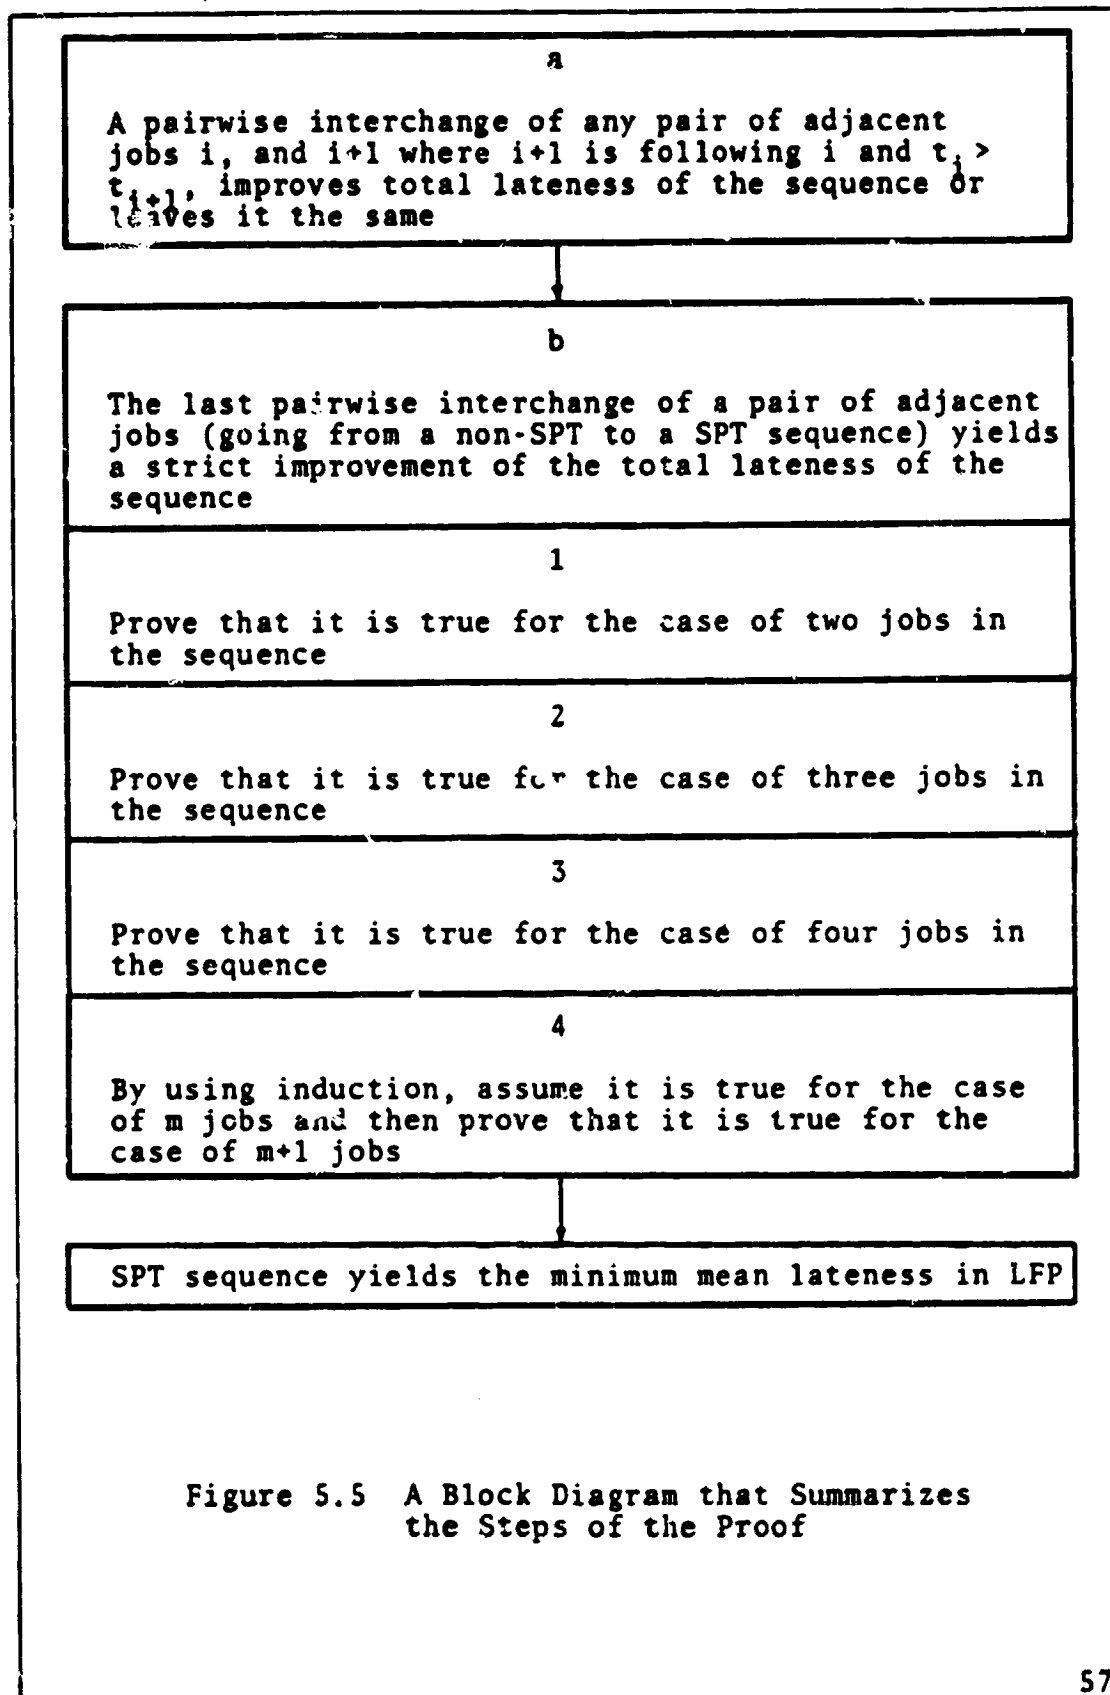 a
A pairwise interchange of any pair of adjacent
jobs i, and i+1 where i+1 is following i and t_i >
t_{i+1}, improves total lateness of the sequence or
leaves it the same
b
The last pairwise interchange of a pair of adjacent
jobs (going from a non-SPT to a SPT sequence) yields
a strict improvement of the total lateness of the
sequence
1
Prove that it is true for the case of two jobs in
the sequence
2
Prove that it is true for the case of three jobs in
the sequence
3
Prove that it is true for the case of four jobs in
the sequence
4
By using induction, assume it is true for the case
of m jobs and then prove that it is true for the
case of m+1 jobs
SPT sequence yields the minimum mean lateness in LFP
Figure 5.5 A Block Diagram that Summarizes
the Steps of the Proof
57